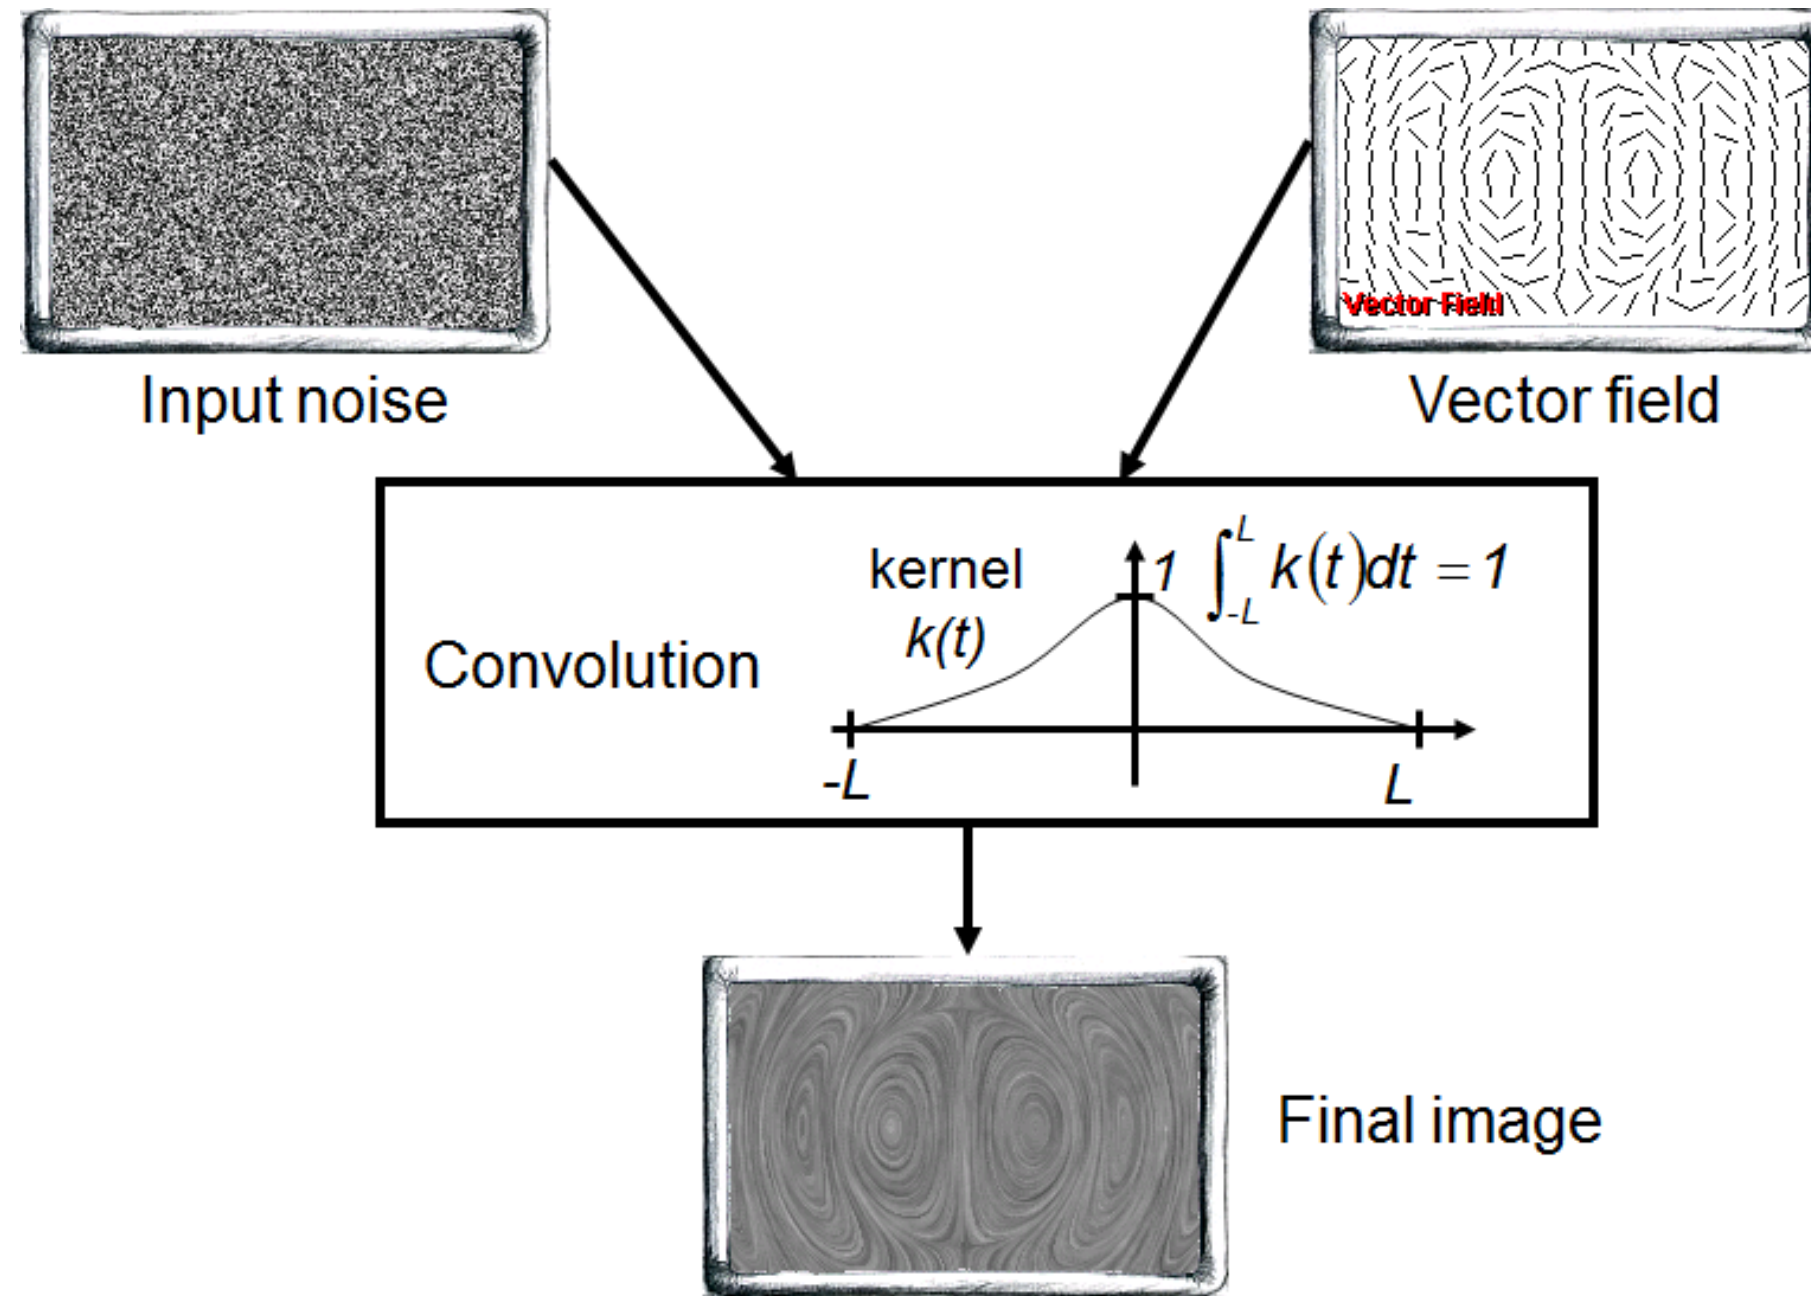 Vector Field
Input noise
Vector field
kernel
k(t)
1
∫_{-L}^{L} k(t)dt = 1
Convolution
-L
L
Final image